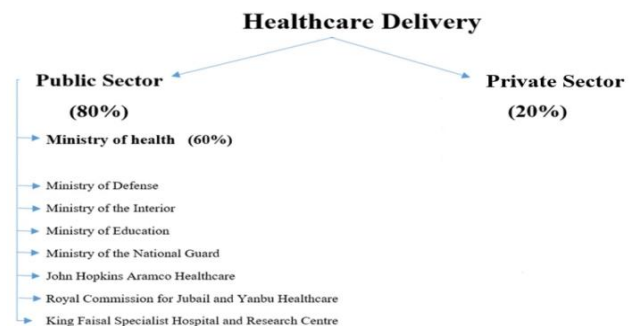 Healthcare Delivery
Public Sector
(80%)
Private Sector
(20%)
Ministry of health (60%)
Ministry of Defense
Ministry of the Interior
Ministry of Education
Ministry of the National Guard
John Hopkins Aramco Healthcare
Royal Commission for Jubail and Yanbu Healthcare
King Faisal Specialist Hospital and Research Centre